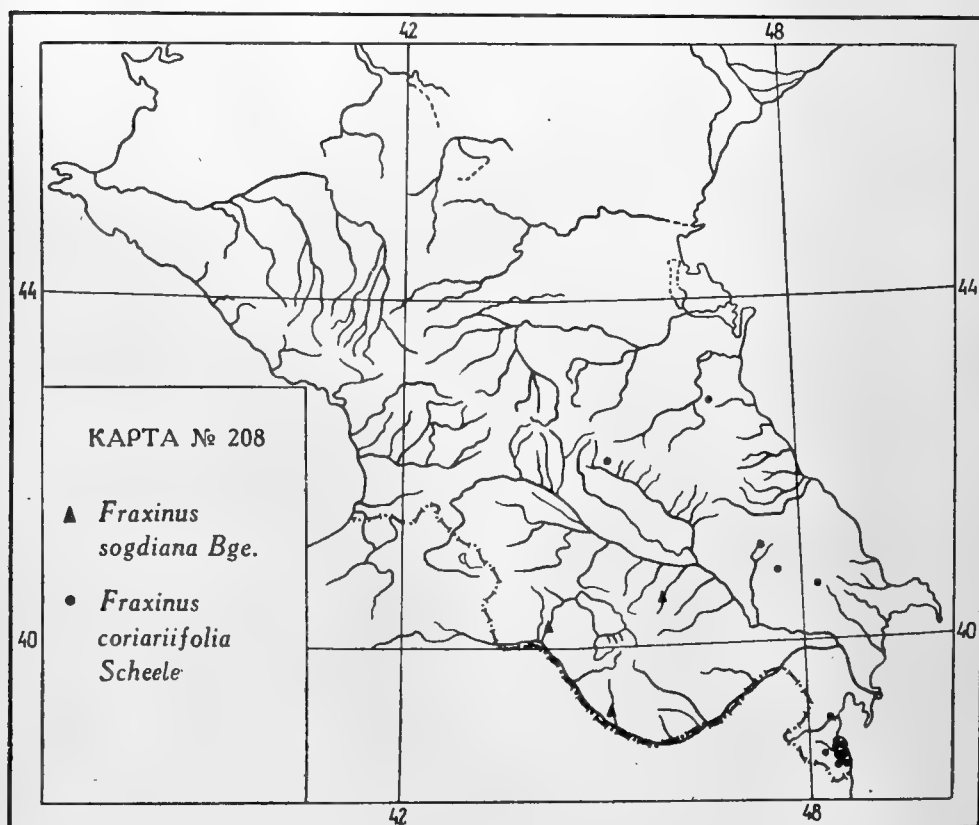 42 48
44 44
КАРТА № 208
▲ Fraxinus
sogdiana Bge.
● Fraxinus
coriariifolia
Scheele
40 40
42 48